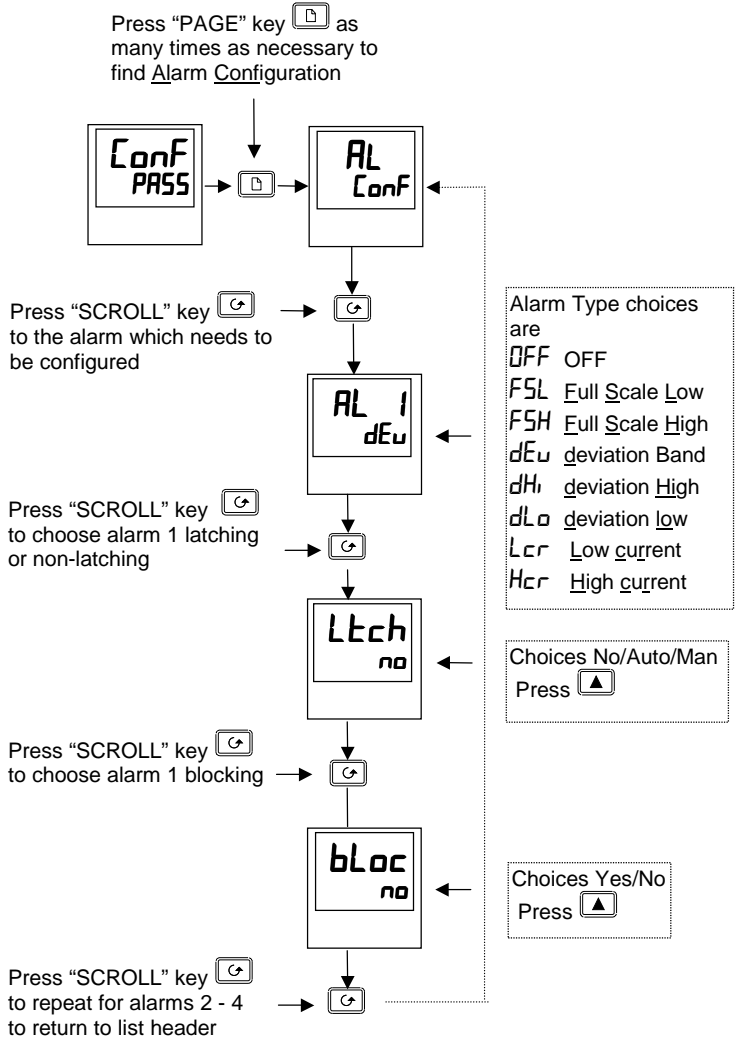 Press “PAGE” key as
many times as necessary to
find Alarm Configuration
ConF
PASS
AL
ConF
Press “SCROLL” key
to the alarm which needs to
be configured
AL 1
dEv
Alarm Type choices
are
OFF OFF
FSL Full Scale Low
FSH Full Scale High
dEv deviation Band
dHi deviation High
dLo deviation low
Lcr Low current
Hcr High current
Press “SCROLL” key
to choose alarm 1 latching
or non-latching
Ltch
no
Choices No/Auto/Man
Press
Press “SCROLL” key
to choose alarm 1 blocking
bLoc
no
Choices Yes/No
Press
Press “SCROLL” key
to repeat for alarms 2 - 4
to return to list header